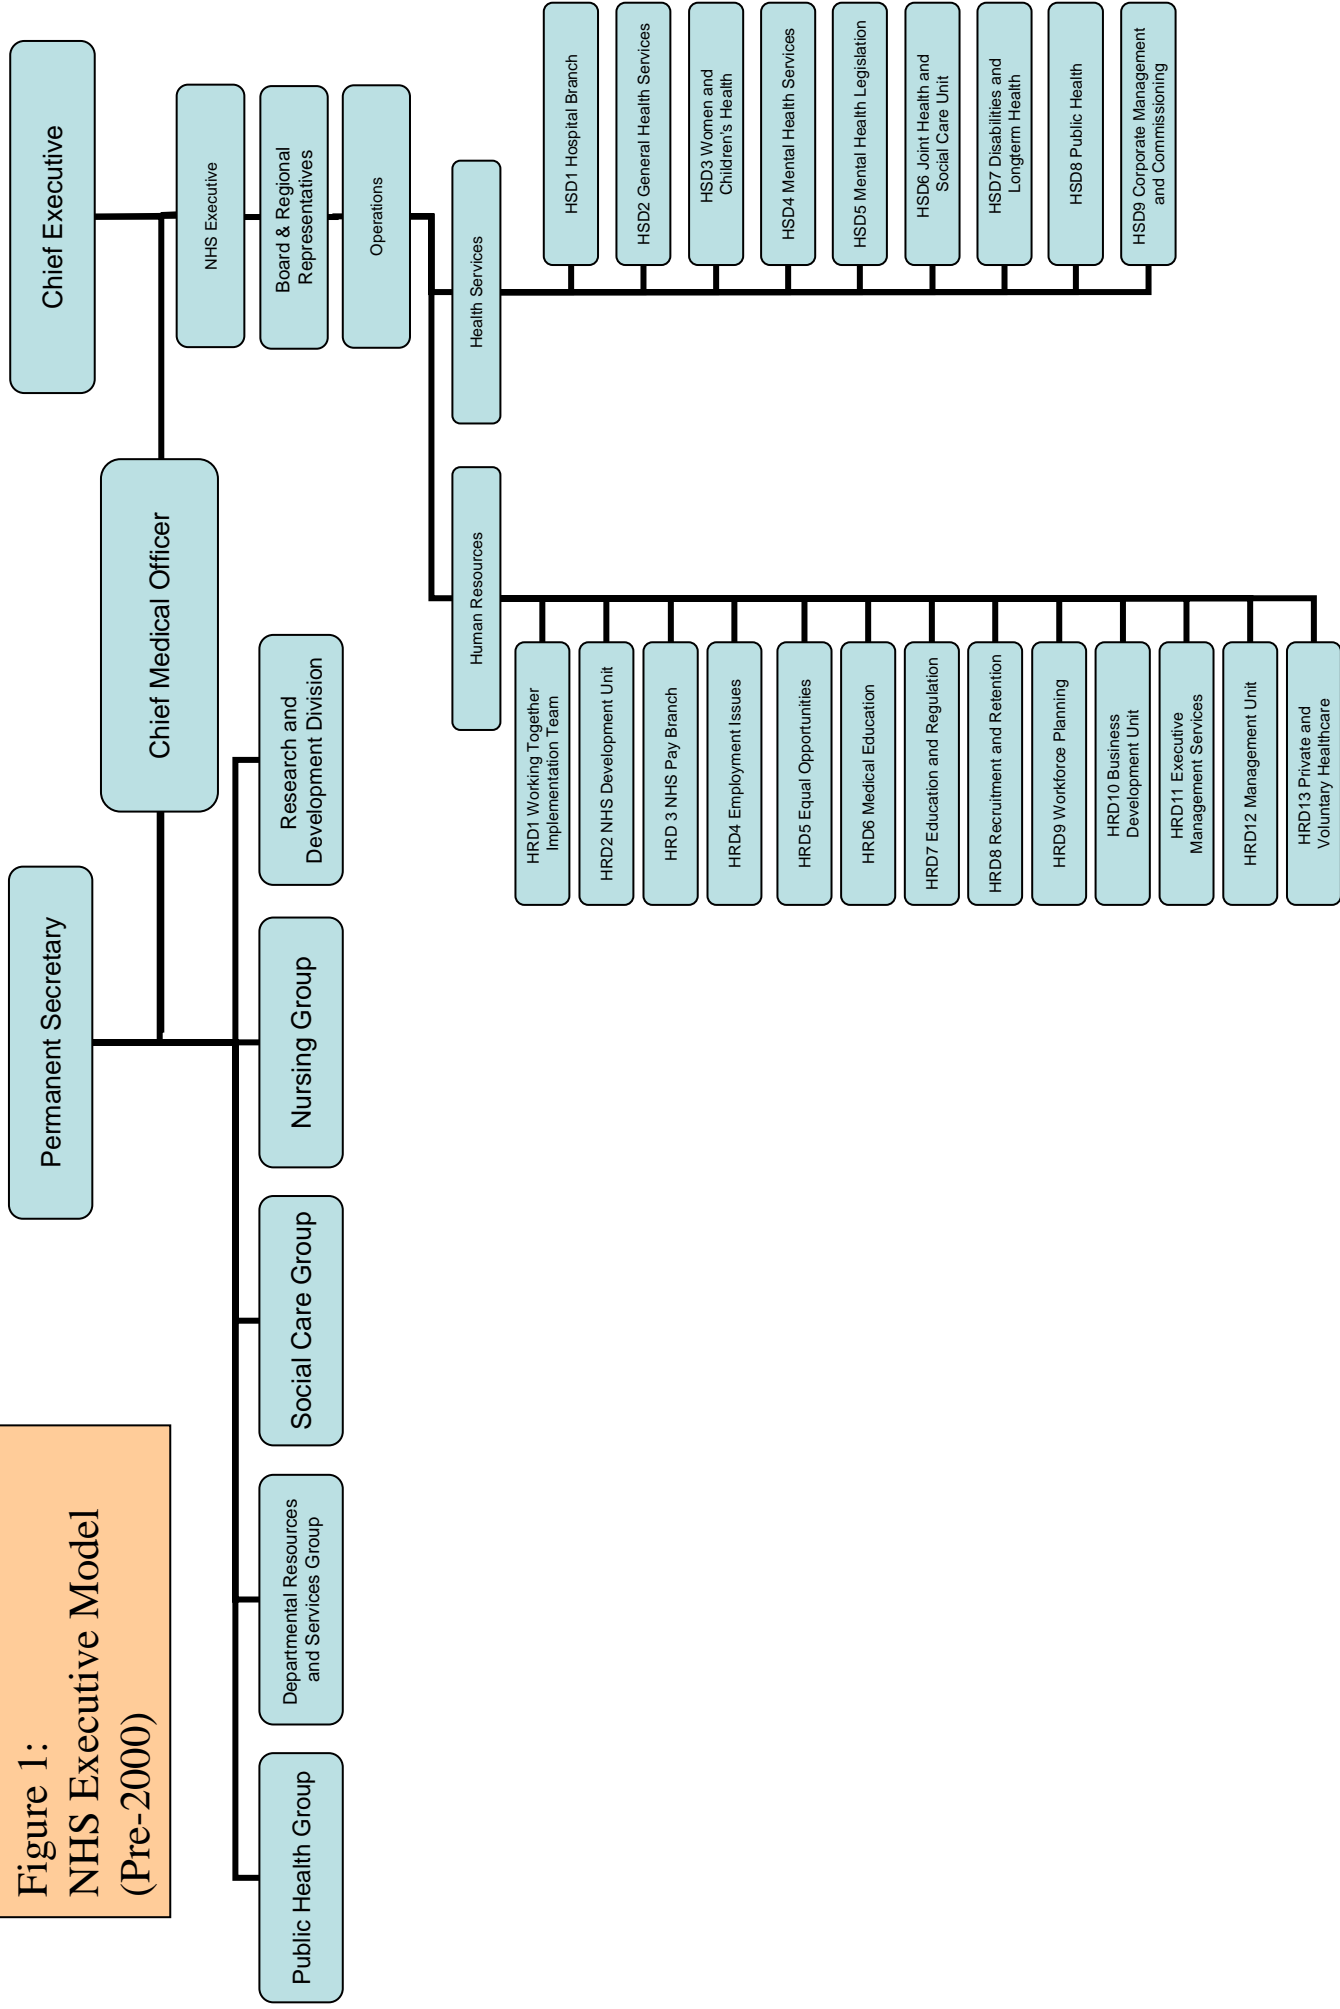 Figure 1:
NHS Executive Model
(Pre-2000)
Permanent Secretary
Chief Medical Officer
Chief Executive
Public Health Group
Departmental Resources
and Services Group
Social Care Group
Nursing Group
Research and
Development Division
NHS Executive
Board & Regional
Representatives
Operations
Human Resources
Health Services
HRD1 Working Together
Implementation Team
HRD2 NHS Development Unit
HRD 3 NHS Pay Branch
HRD4 Employment Issues
HRD5 Equal Opportunities
HRD6 Medical Education
HRD7 Education and Regulation
HRD8 Recruitment and Retention
HRD9 Workforce Planning
HRD10 Business
Development Unit
HRD11 Executive
Management Services
HRD12 Management Unit
HRD13 Private and
Voluntary Healthcare
HSD1 Hospital Branch
HSD2 General Health Services
HSD3 Women and
Children's Health
HSD4 Mental Health Services
HSD5 Mental Health Legislation
HSD6 Joint Health and
Social Care Unit
HSD7 Disabilities and
Longterm Health
HSD8 Public Health
HSD9 Corporate Management
and Commissioning